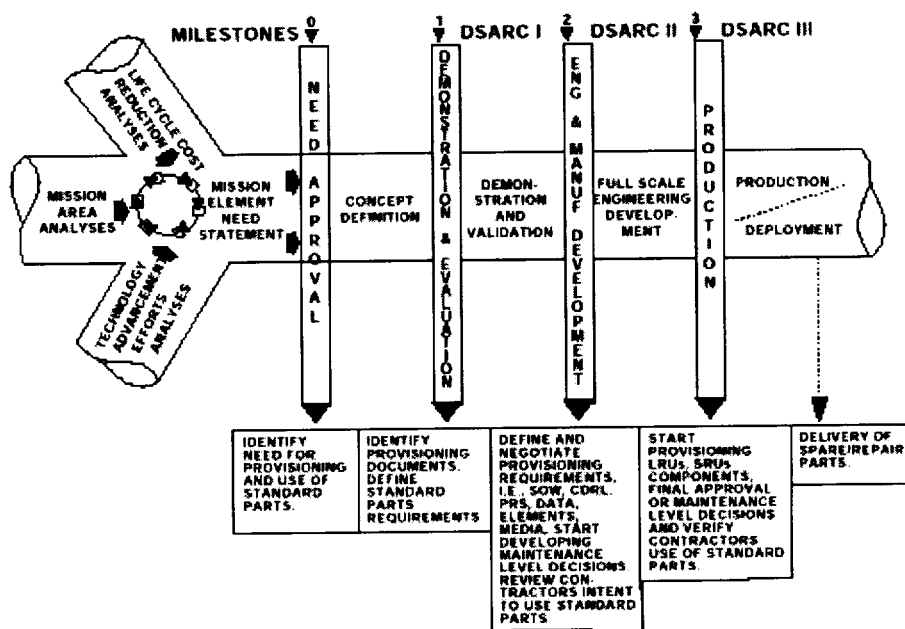 MILESTONES
0
1
DSARC I
2
DSARC II
3
DSARC III
LIFE CYCLE COST
REDUCTION
ANALYSES
MISSION
AREA
ANALYSES
TECHNOLOGY
ADVANCEMENT
EFFORTS
ANALYSES
MISSION
ELEMENT
NEED
STATEMENT
NEED APPROVAL
CONCEPT
DEFINITION
DEMONSTRATION & EVALUATION
DEMON-
STRATION
AND
VALIDATION
ENG & MANUF DEVELOPMENT
FULL SCALE
ENGINEERING
DEVELOP-
MENT
PRODUCTION
PRODUCTION
DEPLOYMENT
IDENTIFY
NEED FOR
PROVISIONING
AND USE OF
STANDARD
PARTS.
IDENTIFY
PROVISIONING
DOCUMENTS.
DEFINE
STANDARD
PARTS
REQUIREMENTS
DEFINE AND
NEGOTIATE
PROVISIONING
REQUIREMENTS,
I.E., SOW, CDRL.
PRS, DATA,
ELEMENTS,
MEDIA, START
DEVELOPING
MAINTENANCE
LEVEL DECISIONS
REVIEW CON-
TRACTORS INTENT
TO USE STANDARD
PARTS.
START
PROVISIONING
LRUs, SRUs
COMPONENTS,
FINAL APPROVAL
OR MAINTENANCE
LEVEL DECISIONS
AND VERIFY
CONTRACTORS
USE OF STANDARD
PARTS.
DELIVERY OF
SPARE/REPAIR
PARTS.